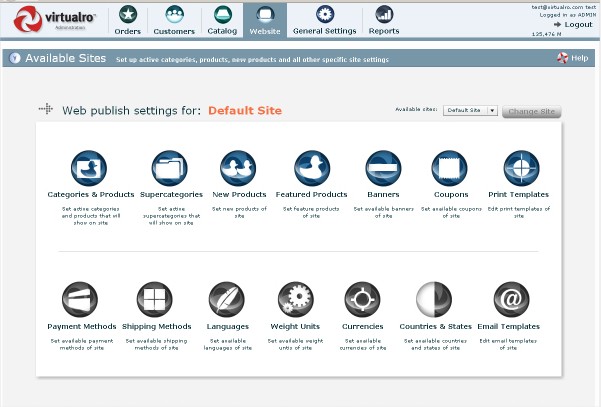 virtualro
Administration
Orders
Customers
Catalog
Website
General Settings
Reports
test@virtualro.com test
Logged in as ADMIN
Logout
135,476 M
Available Sites
Set up active categories, products, new products and all other specific site settings
Help
Web publish settings for: Default Site
Available sites:
Default Site
Change Site
Categories & Products
Set active categories
and products that will
show on site
Supercategories
Set active
supercategories that
will show on site
New Products
Set new products of
site
Featured Products
Set feature products
of site
Banners
Set available banners
of site
Coupons
Set available coupons
of site
Print Templates
Edit print templates of
site
Payment Methods
Set available payment
methods of site
Shipping Methods
Set available shipping
methods of site
Languages
Set available
languages of site
Weight Units
Set available weight
untis of site
Currencies
Set available
currencies of site
Countries & States
Set available countries
and states of site
Email Templates
Edit email templates
of site